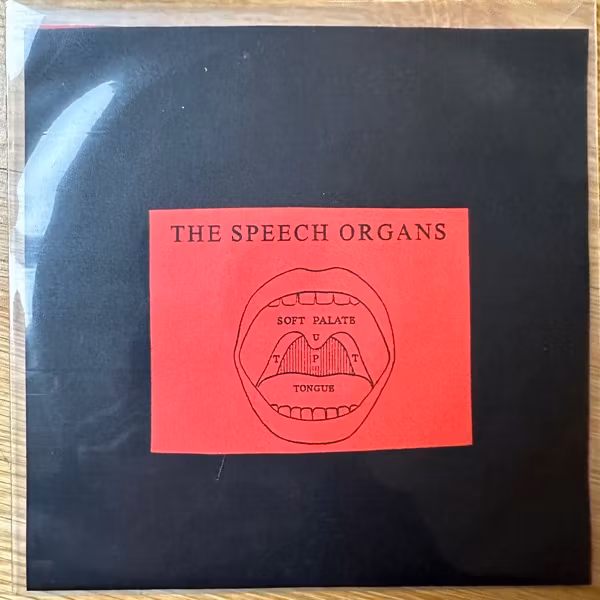 THE SPEECH ORGANS
SOFT PALATE
U
T P T
TONGUE